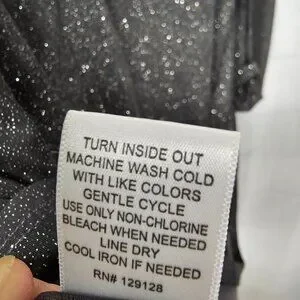 TURN INSIDE OUT
MACHINE WASH COLD
WITH LIKE COLORS
GENTLE CYCLE
USE ONLY NON-CHLORINE
BLEACH WHEN NEEDED
LINE DRY
COOL IRON IF NEEDED
RN# 129128